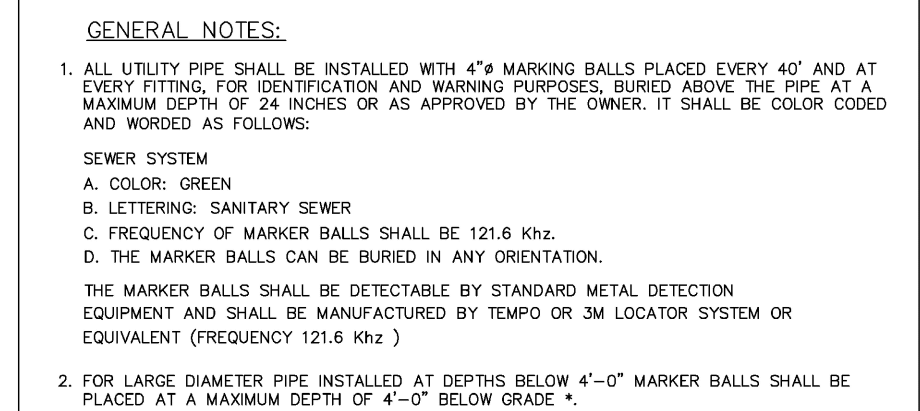 GENERAL NOTES:
1. ALL UTILITY PIPE SHALL BE INSTALLED WITH 4"ø MARKING BALLS PLACED EVERY 40' AND AT
EVERY FITTING, FOR IDENTIFICATION AND WARNING PURPOSES, BURIED ABOVE THE PIPE AT A
MAXIMUM DEPTH OF 24 INCHES OR AS APPROVED BY THE OWNER. IT SHALL BE COLOR CODED
AND WORDED AS FOLLOWS:
SEWER SYSTEM
A. COLOR: GREEN
B. LETTERING: SANITARY SEWER
C. FREQUENCY OF MARKER BALLS SHALL BE 121.6 Khz.
D. THE MARKER BALLS CAN BE BURIED IN ANY ORIENTATION.
THE MARKER BALLS SHALL BE DETECTABLE BY STANDARD METAL DETECTION
EQUIPMENT AND SHALL BE MANUFACTURED BY TEMPO OR 3M LOCATOR SYSTEM OR
EQUIVALENT (FREQUENCY 121.6 Khz )
2. FOR LARGE DIAMETER PIPE INSTALLED AT DEPTHS BELOW 4'-0" MARKER BALLS SHALL BE
PLACED AT A MAXIMUM DEPTH OF 4'-0" BELOW GRADE *.